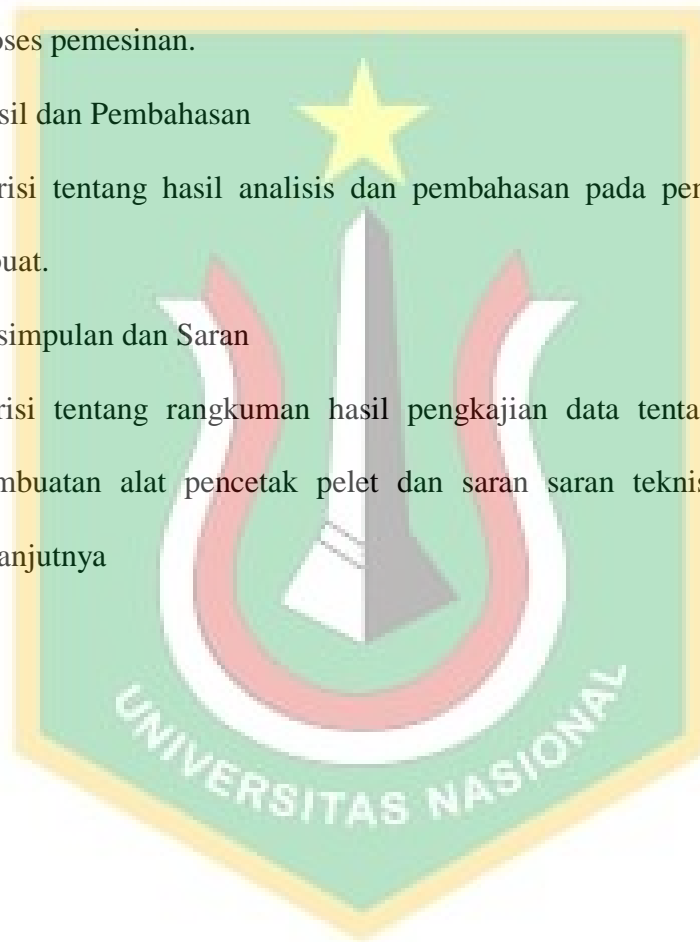 oses pemesinan.
sil dan Pembahasan
risi tentang hasil analisis dan pembahasan pada per
buat.
simpulan dan Saran
risi tentang rangkuman hasil pengkajian data tenta
mbuatan alat pencetak pelet dan saran saran teknis
anjutnya
UNIVERSITAS NASIONAL